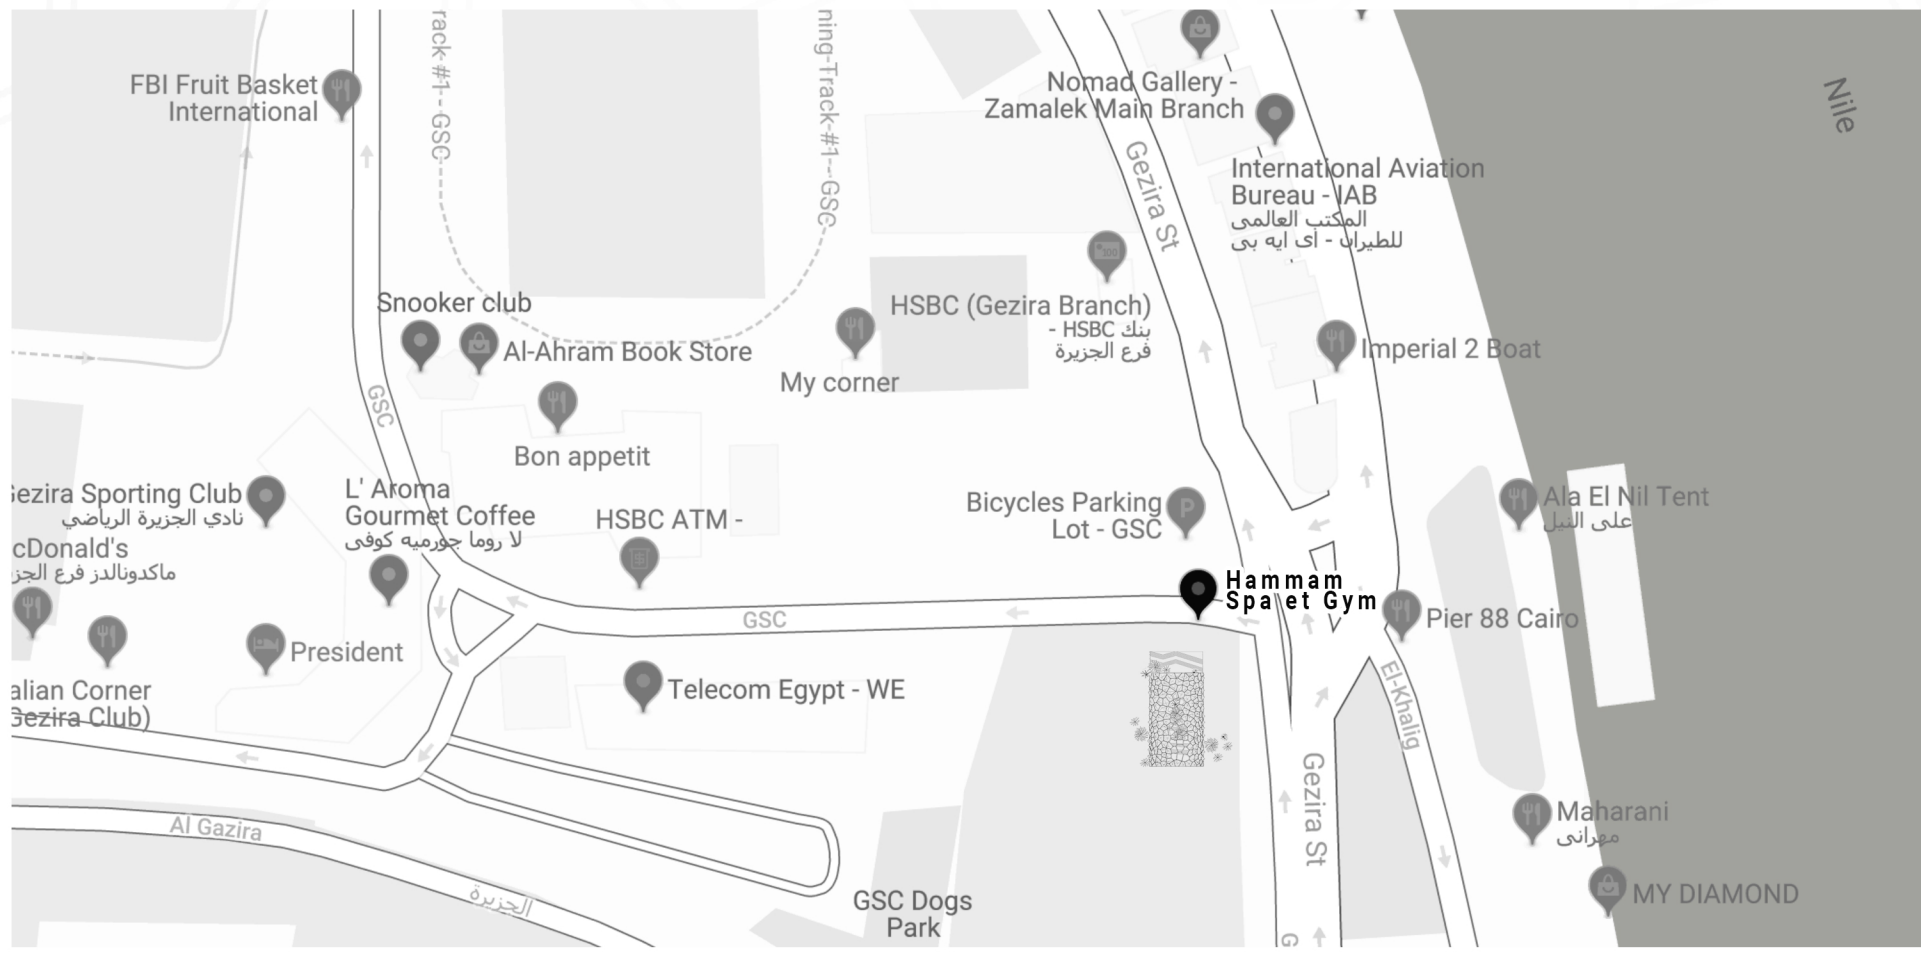 rack #1 - GSC
ning-Track-#1--GSC
FBI Fruit Basket
International
Nomad Gallery -
Zamalek Main Branch
Nile
Gezira St
International Aviation
Bureau - IAB
المكتب العالمى
للطيران - اى ايه بى
Snooker club
Al-Ahram Book Store
HSBC (Gezira Branch)
بنك HSBC -
فرع الجزيرة
300
My corner
Imperial 2 Boat
GSC
Bon appetit
Gezira Sporting Club
نادي الجزيرة الرياضي
L' Aroma
Gourmet Coffee
لا روما جورميه كوفى
HSBC ATM -
$
Bicycles Parking
Lot - GSC
P
Ala El Nil Tent
على النيل
cDonald's
ماكدونالدز فرع الجز
Hammam
Spa et Gym
GSC
Pier 88 Cairo
President
alian Corner
Gezira Club)
Telecom Egypt - WE
El-Khalig
Gezira St
Al Gazira
الجزيرة
GSC Dogs
Park
Maharani
مهرانى
MY DIAMOND
G